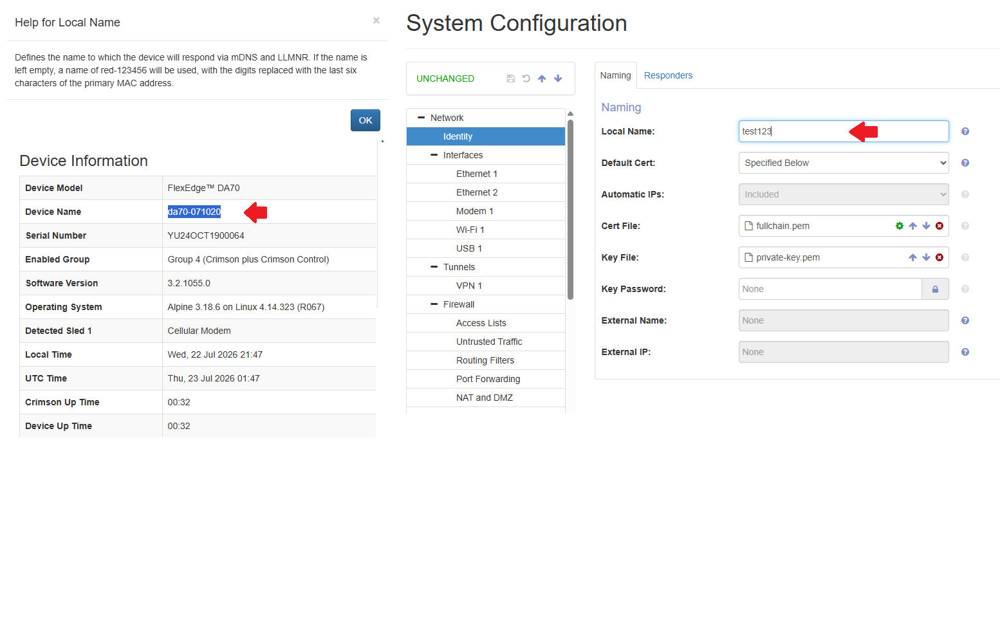 Help for Local Name
×
Defines the name to which the device will respond via mDNS and LLMNR. If the name is
left empty, a name of red-123456 will be used, with the digits replaced with the last six
characters of the primary MAC address.
OK
Device Information
Device Model FlexEdge™ DA70
Device Name da70-071020
Serial Number YU24OCT1900064
Enabled Group Group 4 (Crimson plus Crimson Control)
Software Version 3.2.1055.0
Operating System Alpine 3.18.6 on Linux 4.14.323 (R067)
Detected Sled 1 Cellular Modem
Local Time Wed, 22 Jul 2026 21:47
UTC Time Thu, 23 Jul 2026 01:47
Crimson Up Time 00:32
Device Up Time 00:32
System Configuration
UNCHANGED
Network
Identity
Interfaces
Ethernet 1
Ethernet 2
Modem 1
Wi-Fi 1
USB 1
Tunnels
VPN 1
Firewall
Access Lists
Untrusted Traffic
Routing Filters
Port Forwarding
NAT and DMZ
Naming Responders
Naming
Local Name: test123
Default Cert: Specified Below
Automatic IPs: Included
Cert File: fullchain.pem
Key File: private-key.pem
Key Password: None
External Name: None
External IP: None